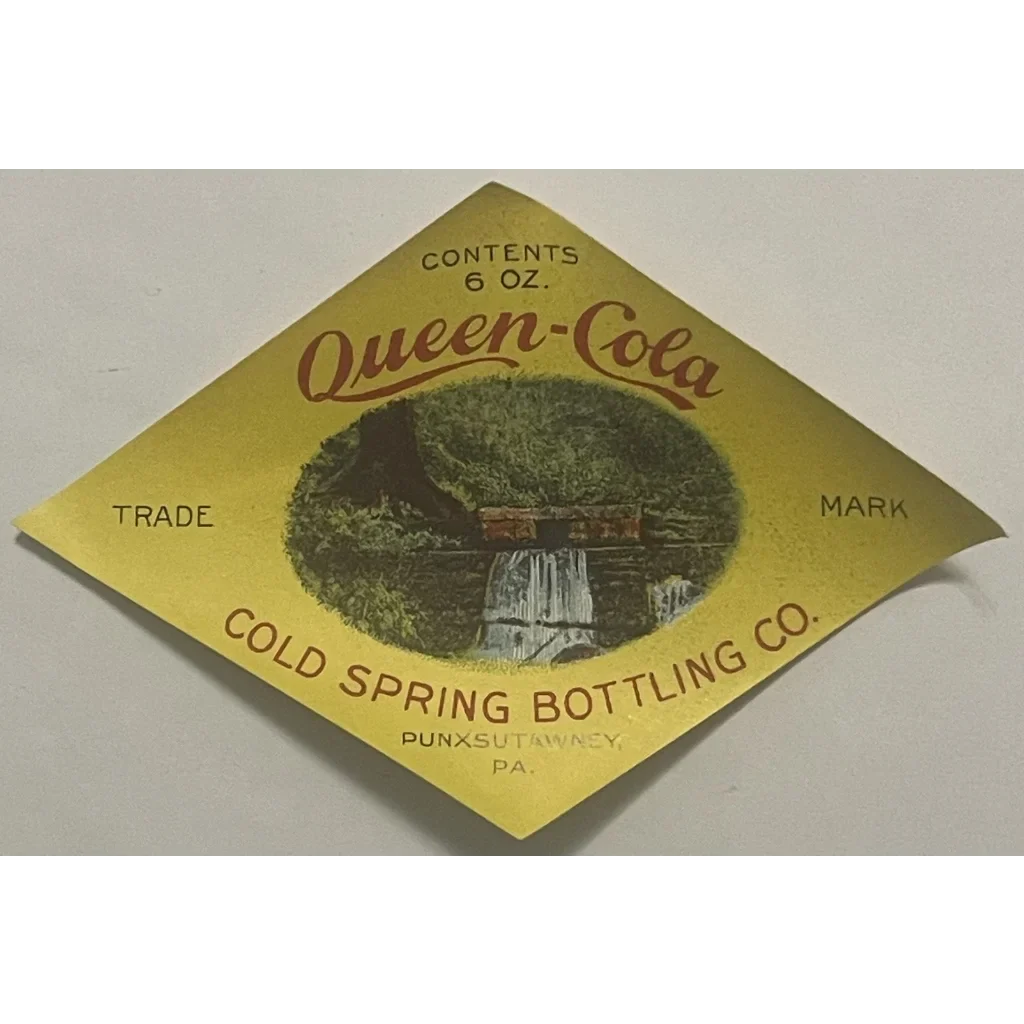 CONTENTS
6 OZ.
Queen-Cola
TRADE MARK
COLD SPRING BOTTLING CO.
PUNXSUTAWNEY,
PA.